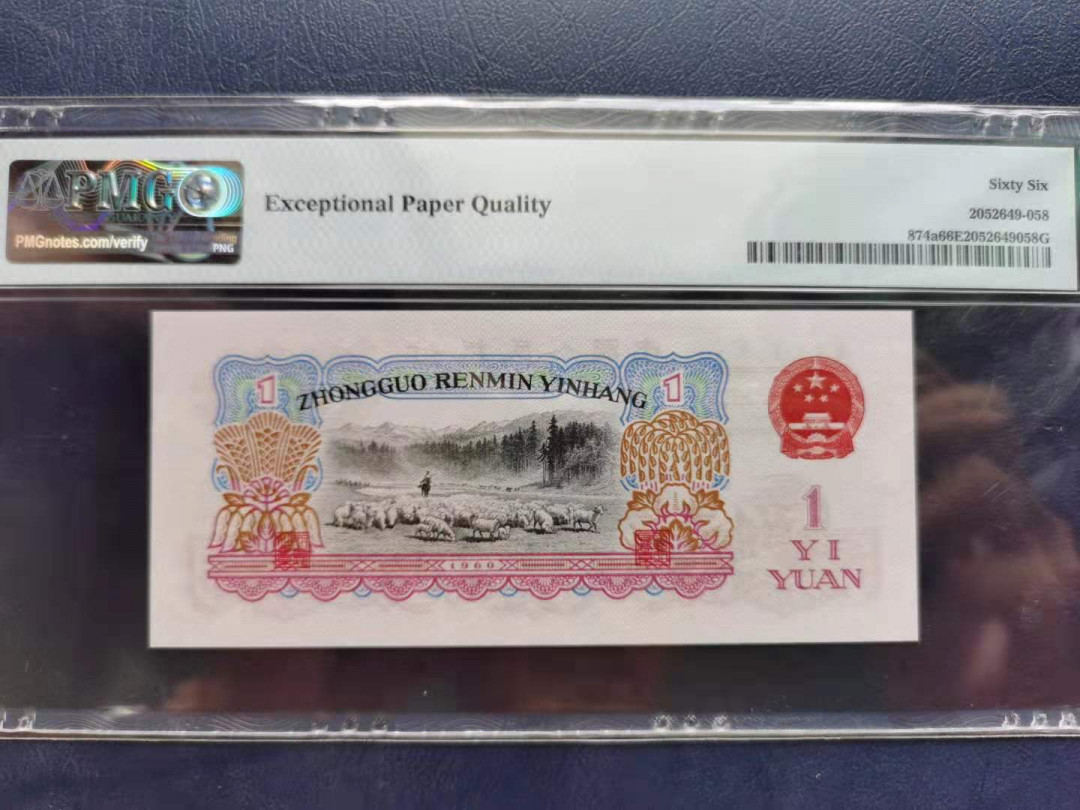 PMG
PMGnotes.com/verify
PNG
Exceptional Paper Quality
Sixty Six
2052649-058
874a66E2052649058G
1
1
ZHONGGUO RENMIN YINHANG
1960
1
YI
YUAN